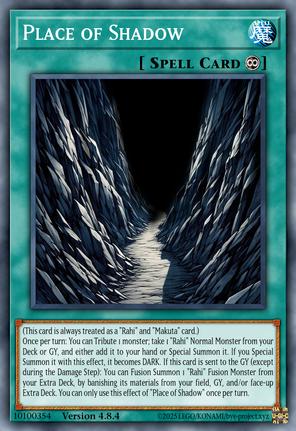 PLACE OF SHADOW
魔
[ SPELL CARD ]
(This card is always treated as a "Rahi" and "Makuta" card.)
Once per turn: You can Tribute 1 monster; take 1 "Rahi" Normal Monster from your
Deck or GY, and either add it to your hand or Special Summon it. If you Special
Summon it with this effect, it becomes DARK. If this card is sent to the GY (except
during the Damage Step): You can Fusion Summon 1 "Rahi" Fusion Monster from
your Extra Deck, by banishing its materials from your field, GY, and/or face-up
Extra Deck. You can only use this effect of "Place of Shadow" once per turn.
10100354 Version 4.8.4 ©2025 LEGO/KONAMI/bye-project.xyz